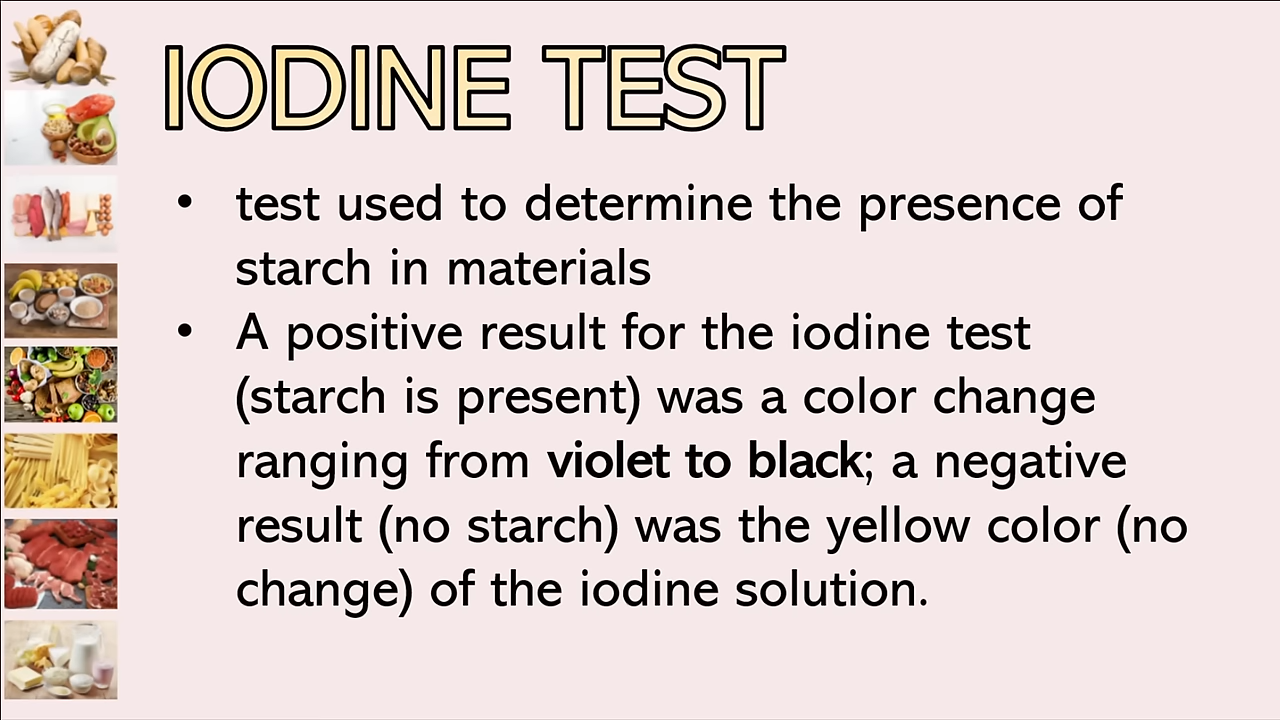 IODINE TEST
• test used to determine the presence of
starch in materials
• A positive result for the iodine test
(starch is present) was a color change
ranging from violet to black; a negative
result (no starch) was the yellow color (no
change) of the iodine solution.